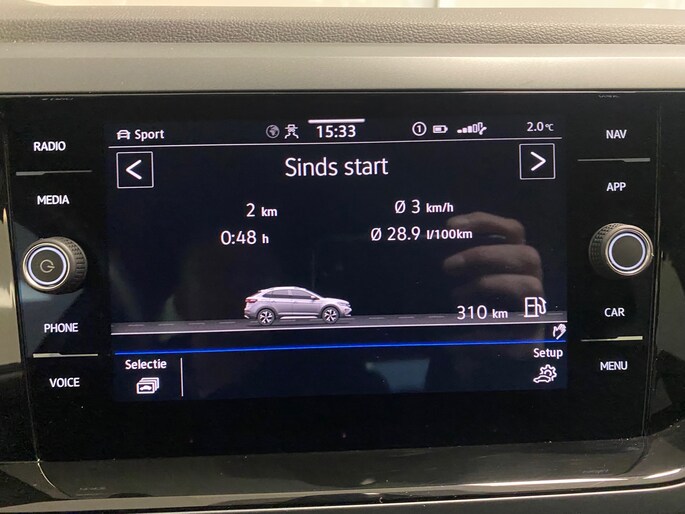 RADIO
MEDIA
PHONE
VOICE
Sport
15:33
1
2.0 °C
Sinds start
2 km
Ø 3 km/h
0:48 h
Ø 28.9 l/100km
310 km
Selectie
Setup
NAV
APP
CAR
MENU